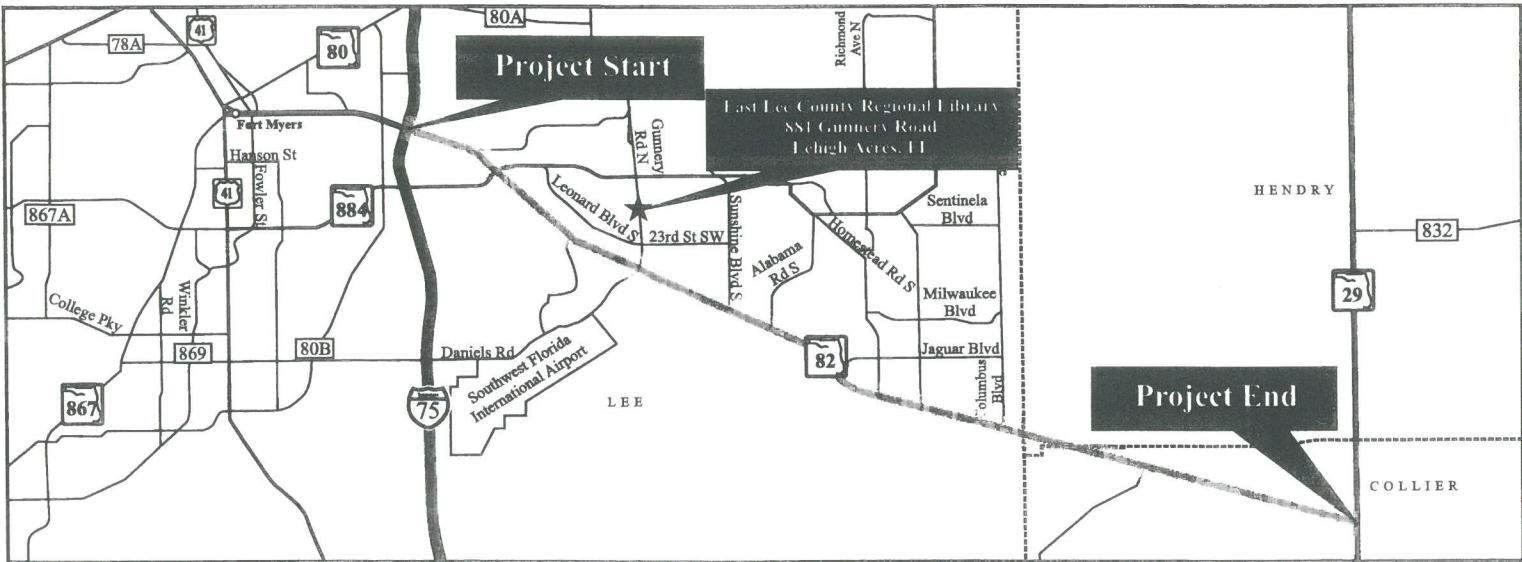 41
80A
78A
80
Richmond
Ave N
Project Start
East Lee County Regional Library
881 Gunnery Road
Lehigh Acres, Fl
Fort Myers
Gunnery
Rd N
Hanson St
Fowler St
41
884
867A
Leonard Blvd S
23rd St SW
Sunshine Blvd S
Sentinela
Blvd
HENDRY
832
Alabama
Rd S
Homestead Rd S
29
Milwaukee
Blvd
College Pky
Winkler
Rd
869
80B
Daniels Rd
82
Jaguar Blvd
Southwest Florida
International Airport
867
75
LEE
Blvd
Project End
COLLIER